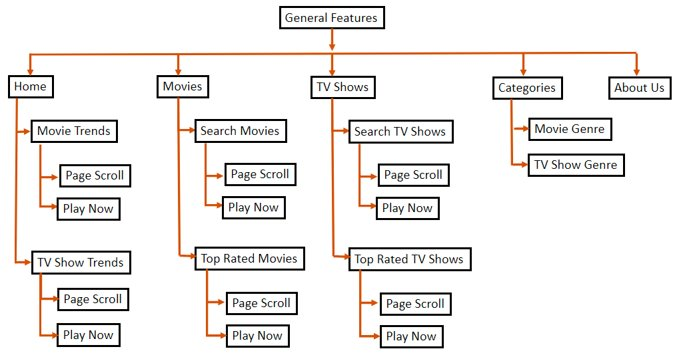 General Features
Home
Movies
TV Shows
Categories
About Us
Movie Trends
Page Scroll
Play Now
TV Show Trends
Page Scroll
Play Now
Search Movies
Page Scroll
Play Now
Top Rated Movies
Page Scroll
Play Now
Search TV Shows
Page Scroll
Play Now
Top Rated TV Shows
Page Scroll
Play Now
Movie Genre
TV Show Genre